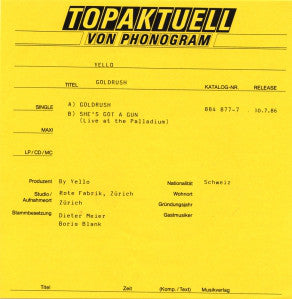 TOPAKTUELL
VON PHONOGRAM
YELLO
TITEL GOLDRUSH KATALOG-NR. RELEASE
SINGLE A) GOLDRUSH 884 877-7 10.7.86
B) SHE'S GOT A GUN
(Live at the Palladium)
MAXI
LP/CD/MC
Produzent By Yello Nationalität Schweiz
Studio/ Rote Fabrik, Zürich Wohnort
Aufnahmeort Zürich Gründungsjahr
Stammbesetzung Dieter Meier Gastmusiker
Boris Blank
Titel Zeit (Komp./Text) Musikverlag